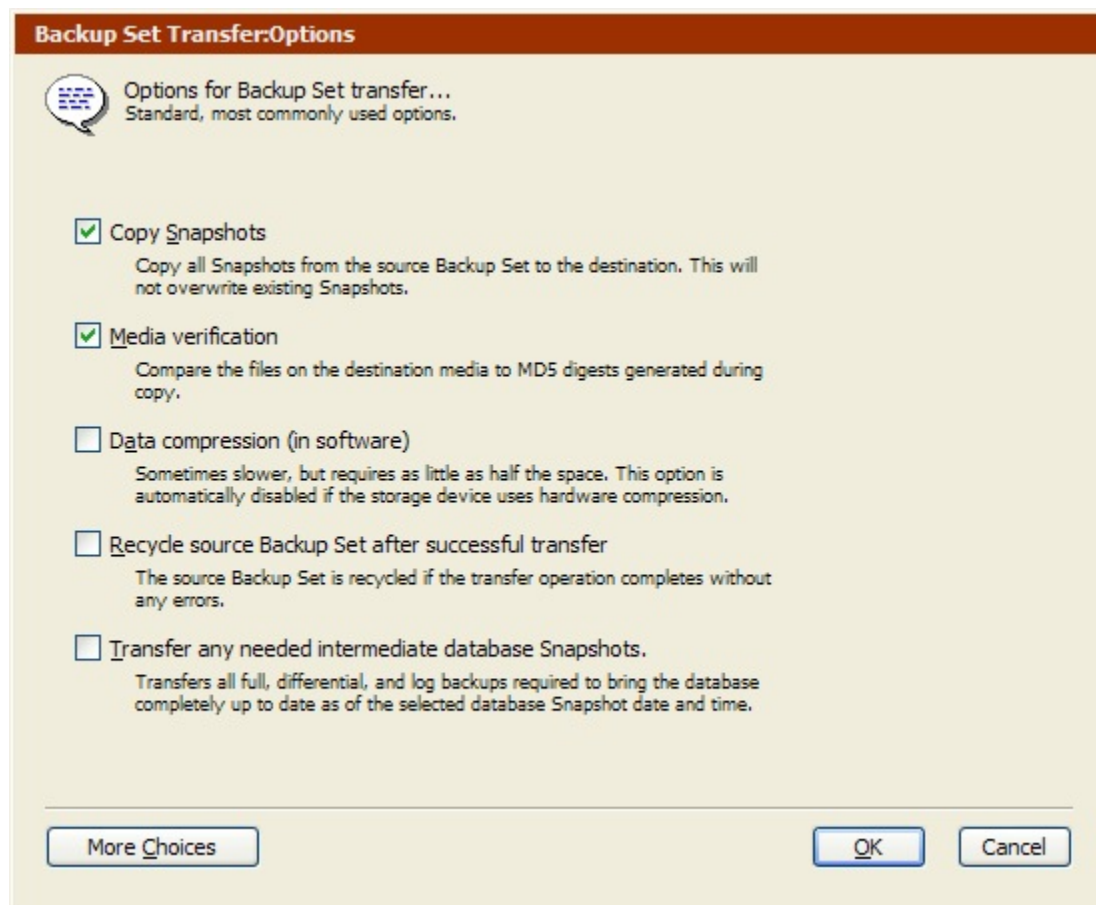 Backup Set Transfer:Options
Options for Backup Set transfer...
Standard, most commonly used options.
Copy Snapshots
Copy all Snapshots from the source Backup Set to the destination. This will
not overwrite existing Snapshots.
Media verification
Compare the files on the destination media to MD5 digests generated during
copy.
Data compression (in software)
Sometimes slower, but requires as little as half the space. This option is
automatically disabled if the storage device uses hardware compression.
Recycle source Backup Set after successful transfer
The source Backup Set is recycled if the transfer operation completes without
any errors.
Transfer any needed intermediate database Snapshots.
Transfers all full, differential, and log backups required to bring the database
completely up to date as of the selected database Snapshot date and time.
More Choices
OK
Cancel